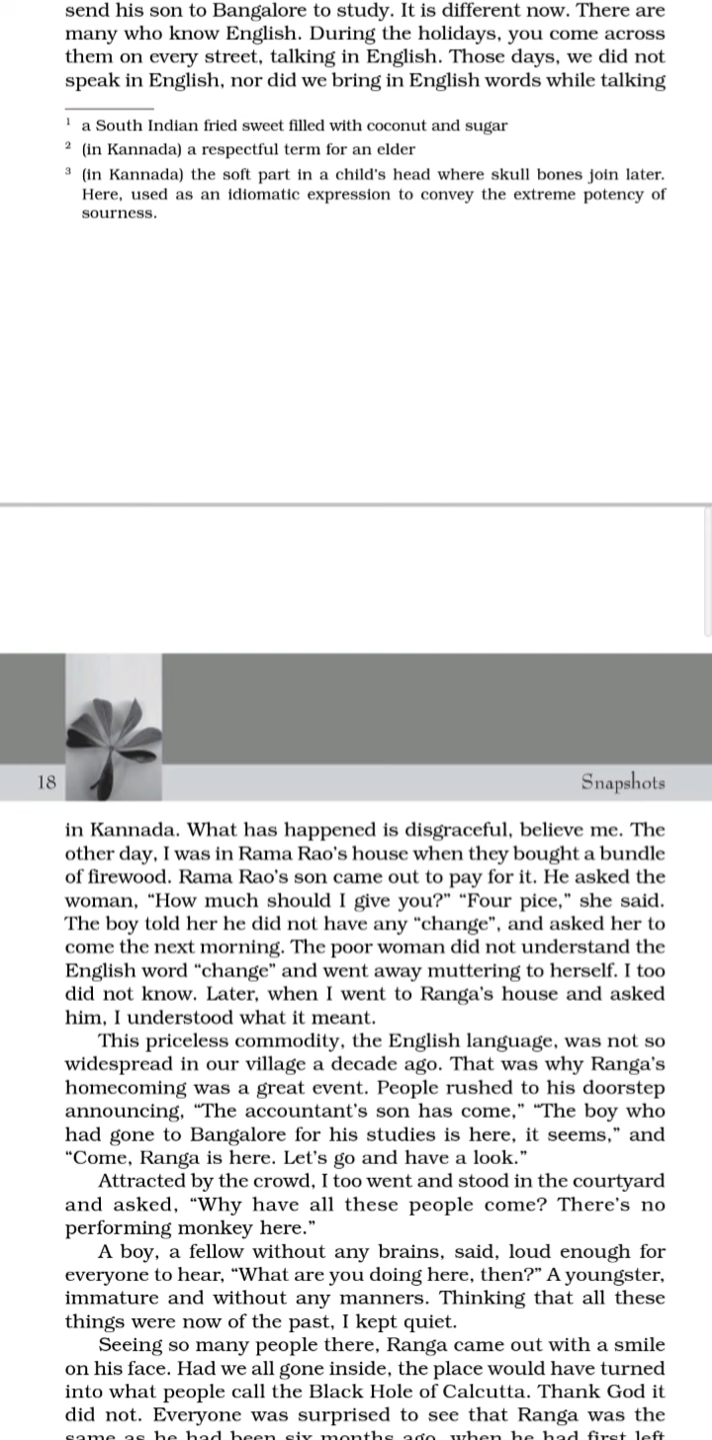 send his son to Bangalore to study. It is different now. There are
many who know English. During the holidays, you come across
them on every street, talking in English. Those days, we did not
speak in English, nor did we bring in English words while talking
1 a South Indian fried sweet filled with coconut and sugar
2 (in Kannada) a respectful term for an elder
3 (in Kannada) the soft part in a child's head where skull bones join later.
Here, used as an idiomatic expression to convey the extreme potency of
sourness.
18
Snapshots
in Kannada. What has happened is disgraceful, believe me. The
other day, I was in Rama Rao's house when they bought a bundle
of firewood. Rama Rao's son came out to pay for it. He asked the
woman, “How much should I give you?” “Four pice,” she said.
The boy told her he did not have any “change”, and asked her to
come the next morning. The poor woman did not understand the
English word “change” and went away muttering to herself. I too
did not know. Later, when I went to Ranga's house and asked
him, I understood what it meant.
This priceless commodity, the English language, was not so
widespread in our village a decade ago. That was why Ranga's
homecoming was a great event. People rushed to his doorstep
announcing, “The accountant's son has come,” “The boy who
had gone to Bangalore for his studies is here, it seems,” and
“Come, Ranga is here. Let's go and have a look.”
Attracted by the crowd, I too went and stood in the courtyard
and asked, “Why have all these people come? There's no
performing monkey here.”
A boy, a fellow without any brains, said, loud enough for
everyone to hear, “What are you doing here, then?” A youngster,
immature and without any manners. Thinking that all these
things were now of the past, I kept quiet.
Seeing so many people there, Ranga came out with a smile
on his face. Had we all gone inside, the place would have turned
into what people call the Black Hole of Calcutta. Thank God it
did not. Everyone was surprised to see that Ranga was the
same as he had been six months ago, when he had first left